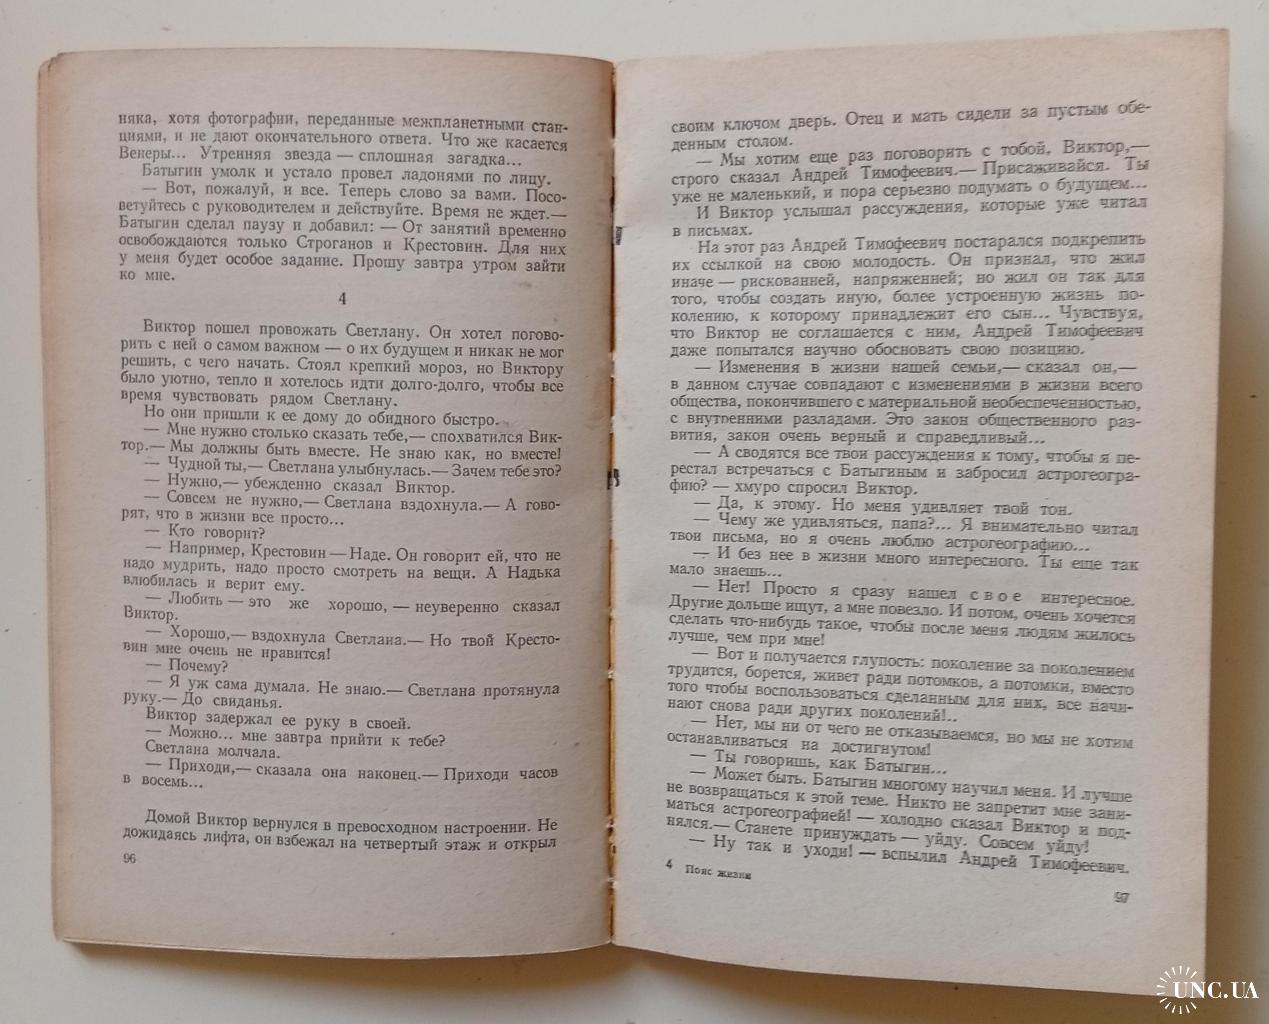 няка, хотя фотографии, переданные межпланетными стан-
циями, и не дают окончательного ответа. Что же касается
Венеры... Утренняя звезда — сплошная загадка...
Батыгин умолк и устало провел ладонями по лицу.
— Вот, пожалуй, и все. Теперь слово за вами. Посо-
ветуйтесь с руководителем и действуйте. Время не ждет.—
Батыгин сделал паузу и добавил: — От занятий временно
освобождаются только Строганов и Крестовин. Для них
у меня будет особое задание. Прошу завтра утром зайти
ко мне.
4
Виктор пошел провожать Светлану. Он хотел погово-
рить с ней о самом важном — о их будущем и никак не мог
решить, с чего начать. Стоял крепкий мороз, но Виктору
было уютно, тепло и хотелось идти долго-долго, чтобы все
время чувствовать рядом Светлану.
Но они пришли к ее дому до обидного быстро.
— Мне нужно столько сказать тебе,— спохватился Вик-
тор.— Мы должны быть вместе. Не знаю как, но вместе!
— Чудной ты,— Светлана улыбнулась.— Зачем тебе это?
— Нужно,— убежденно сказал Виктор.
— Совсем не нужно,— Светлана вздохнула.— А гово-
рят, что в жизни все просто...
— Кто говорит?
— Например, Крестовин — Наде. Он говорит ей, что не
надо мудрить, надо просто смотреть на вещи. А Надька
влюбилась и верит ему.
— Любить — это же хорошо, — неуверенно сказал
Виктор.
— Хорошо,— вздохнула Светлана.— Но твой Кресто-
вин мне очень не нравится!
— Почему?
— Я уж сама думала. Не знаю.— Светлана протянула
руку.— До свиданья.
Виктор задержал ее руку в своей.
— Можно... мне завтра прийти к тебе?
Светлана молчала.
— Приходи,— сказала она наконец.— Приходи часов
в восемь...
Домой Виктор вернулся в превосходном настроении. Не
дожидаясь лифта, он взбежал на четвертый этаж и открыл
96
своим ключом дверь. Отец и мать сидели за пустым обе-
денным столом.
— Мы хотим еще раз поговорить с тобой, Виктор,—
строго сказал Андрей Тимофеевич.— Присаживайся. Ты
уже не маленький, и пора серьезно подумать о будущем...
И Виктор услышал рассуждения, которые уже читал
в письмах.
На этот раз Андрей Тимофеевич постарался подкрепить
их ссылкой на свою молодость. Он признал, что жил
иначе — рискованней, напряженней; но жил он так для
того, чтобы создать иную, более устроенную жизнь по-
колению, к которому принадлежит его сын... Чувствуя,
что Виктор не соглашается с ним, Андрей Тимофеевич
даже попытался научно обосновать свою позицию.
— Изменения в жизни нашей семьи,— сказал он,—
в данном случае совпадают с изменениями в жизни всего
общества, покончившего с материальной необеспеченностью,
с внутренними разладами. Это закон общественного раз-
вития, закон очень верный и справедливый...
— А сводятся все твои рассуждения к тому, чтобы я пе-
рестал встречаться с Батыгиным и забросил астрогеогра-
фию? — хмуро спросил Виктор.
— Да, к этому. Но меня удивляет твой тон.
— Чему же удивляться, папа?... Я внимательно читал
твои письма, но я очень люблю астрогеографию...
— И без нее в жизни много интересного. Ты еще так
мало знаешь...
— Нет! Просто я сразу нашел свое интересное.
Другие дольше ищут, а мне повезло. И потом, очень хочется
сделать что-нибудь такое, чтобы после меня людям жилось
лучше, чем при мне!
— Вот и получается глупость: поколение за поколением
трудится, борется, живет ради потомков, а потомки, вместо
того чтобы воспользоваться сделанным для них, все начи-
нают снова ради других поколений!..
— Нет, мы ни от чего не отказываемся, но мы не хотим
останавливаться на достигнутом!
— Ты говоришь, как Батыгин...
— Может быть. Батыгин многому научил меня. И лучше
не возвращаться к этой теме. Никто не запретит мне зани-
маться астрогеографией! — холодно сказал Виктор и под-
нялся.— Станете принуждать — уйду. Совсем уйду!
— Ну так и уходи! — вспылил Андрей Тимофеевич.
4 Пояс жизни
97
UNC.UA